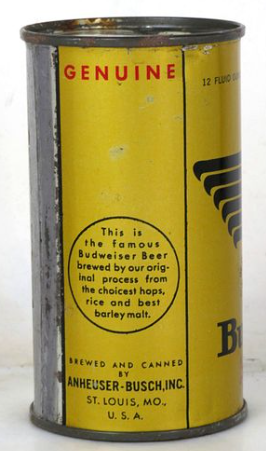 GENUINE
12 FLUID
This is
the famous
Budweiser Beer
brewed by our orig-
inal process from
the choicest hops,
rice and best
barley malt.
BREWED AND CANNED
BY
ANHEUSER-BUSCH, INC.
ST. LOUIS, MO.,
U. S. A.